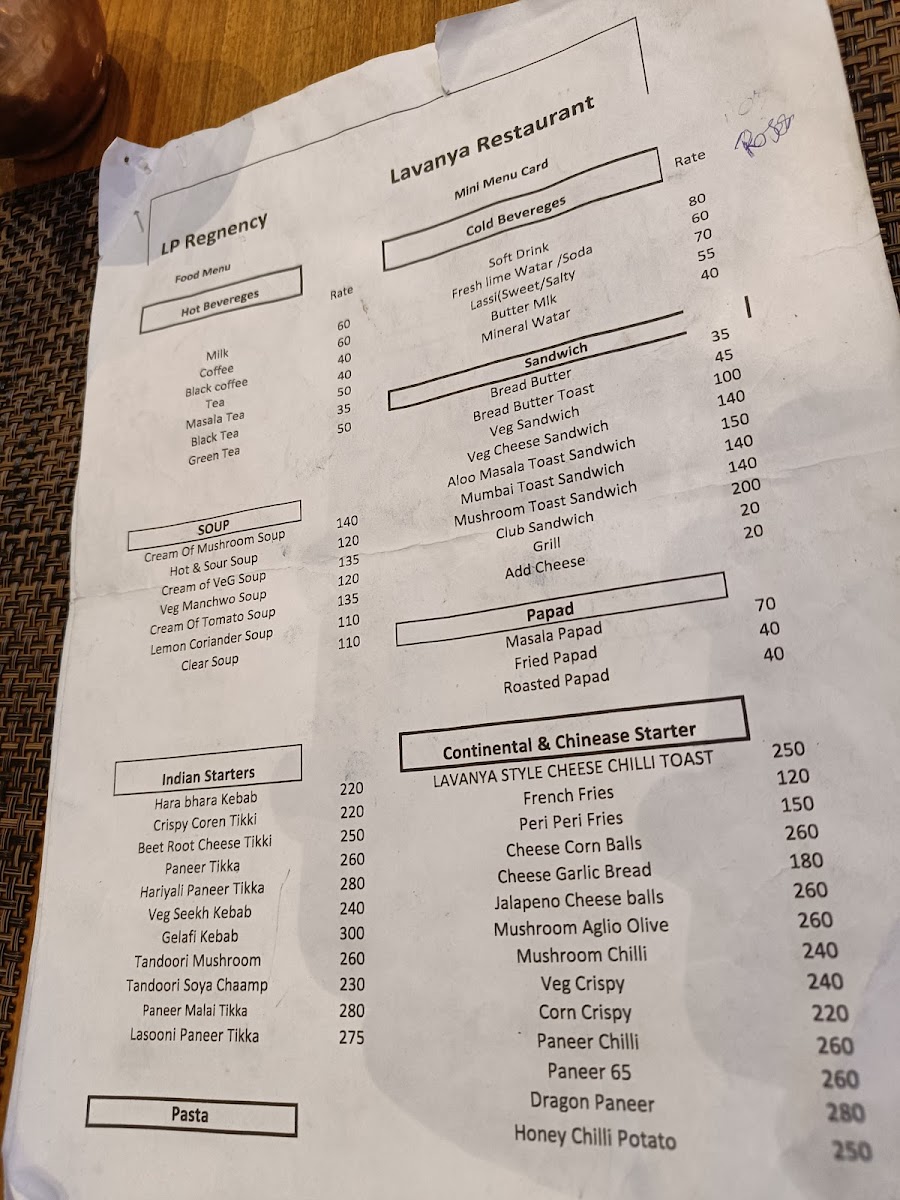 LP Regnency
Food Menu
Hot Bevereges Rate
Milk 60
Coffee 60
Black coffee 40
Tea 40
Masala Tea 50
Black Tea 35
Green Tea 50
SOUP
Cream Of Mushroom Soup 140
Hot & Sour Soup 120
Cream of VeG Soup 135
Veg Manchwo Soup 120
Cream Of Tomato Soup 135
Lemon Coriander Soup 110
Clear Soup 110
Indian Starters
Hara bhara Kebab 220
Crispy Coren Tikki 220
Beet Root Cheese Tikki 250
Paneer Tikka 260
Hariyali Paneer Tikka 280
Veg Seekh Kebab 240
Gelafi Kebab 300
Tandoori Mushroom 260
Tandoori Soya Chaamp 230
Paneer Malai Tikka 280
Lasooni Paneer Tikka 275
Pasta
Lavanya Restaurant
Mini Menu Card
Cold Bevereges Rate
Soft Drink 80
Fresh lime Watar /Soda 60
Lassi(Sweet/Salty 70
Butter Mlk 55
Mineral Watar 40
Sandwich
Bread Butter 35
Bread Butter Toast 45
Veg Sandwich 100
Veg Cheese Sandwich 140
Aloo Masala Toast Sandwich 150
Mumbai Toast Sandwich 140
Mushroom Toast Sandwich 140
Club Sandwich 200
Grill 20
Add Cheese 20
Papad
Masala Papad 70
Fried Papad 40
Roasted Papad 40
Continental & Chinease Starter
LAVANYA STYLE CHEESE CHILLI TOAST 250
French Fries 120
Peri Peri Fries 150
Cheese Corn Balls 260
Cheese Garlic Bread 180
Jalapeno Cheese balls 260
Mushroom Aglio Olive 260
Mushroom Chilli 240
Veg Crispy 240
Corn Crispy 220
Paneer Chilli 260
Paneer 65 260
Dragon Paneer 280
Honey Chilli Potato 250